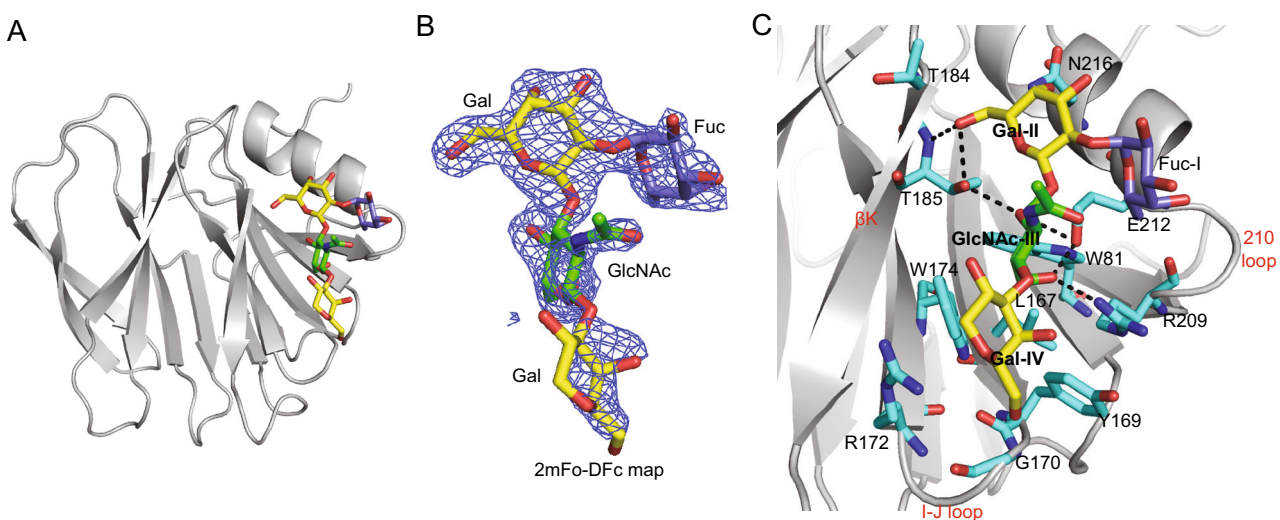 A
B
C
Gal
Fuc
GlcNAc
Gal
2mFo-DFc map
T184
N216
Gal-II
Fuc-I
T185
βK
E212
GlcNAc-III
W81
210
loop
W174
L167
R209
Gal-IV
Y169
R172
G170
I-J loop